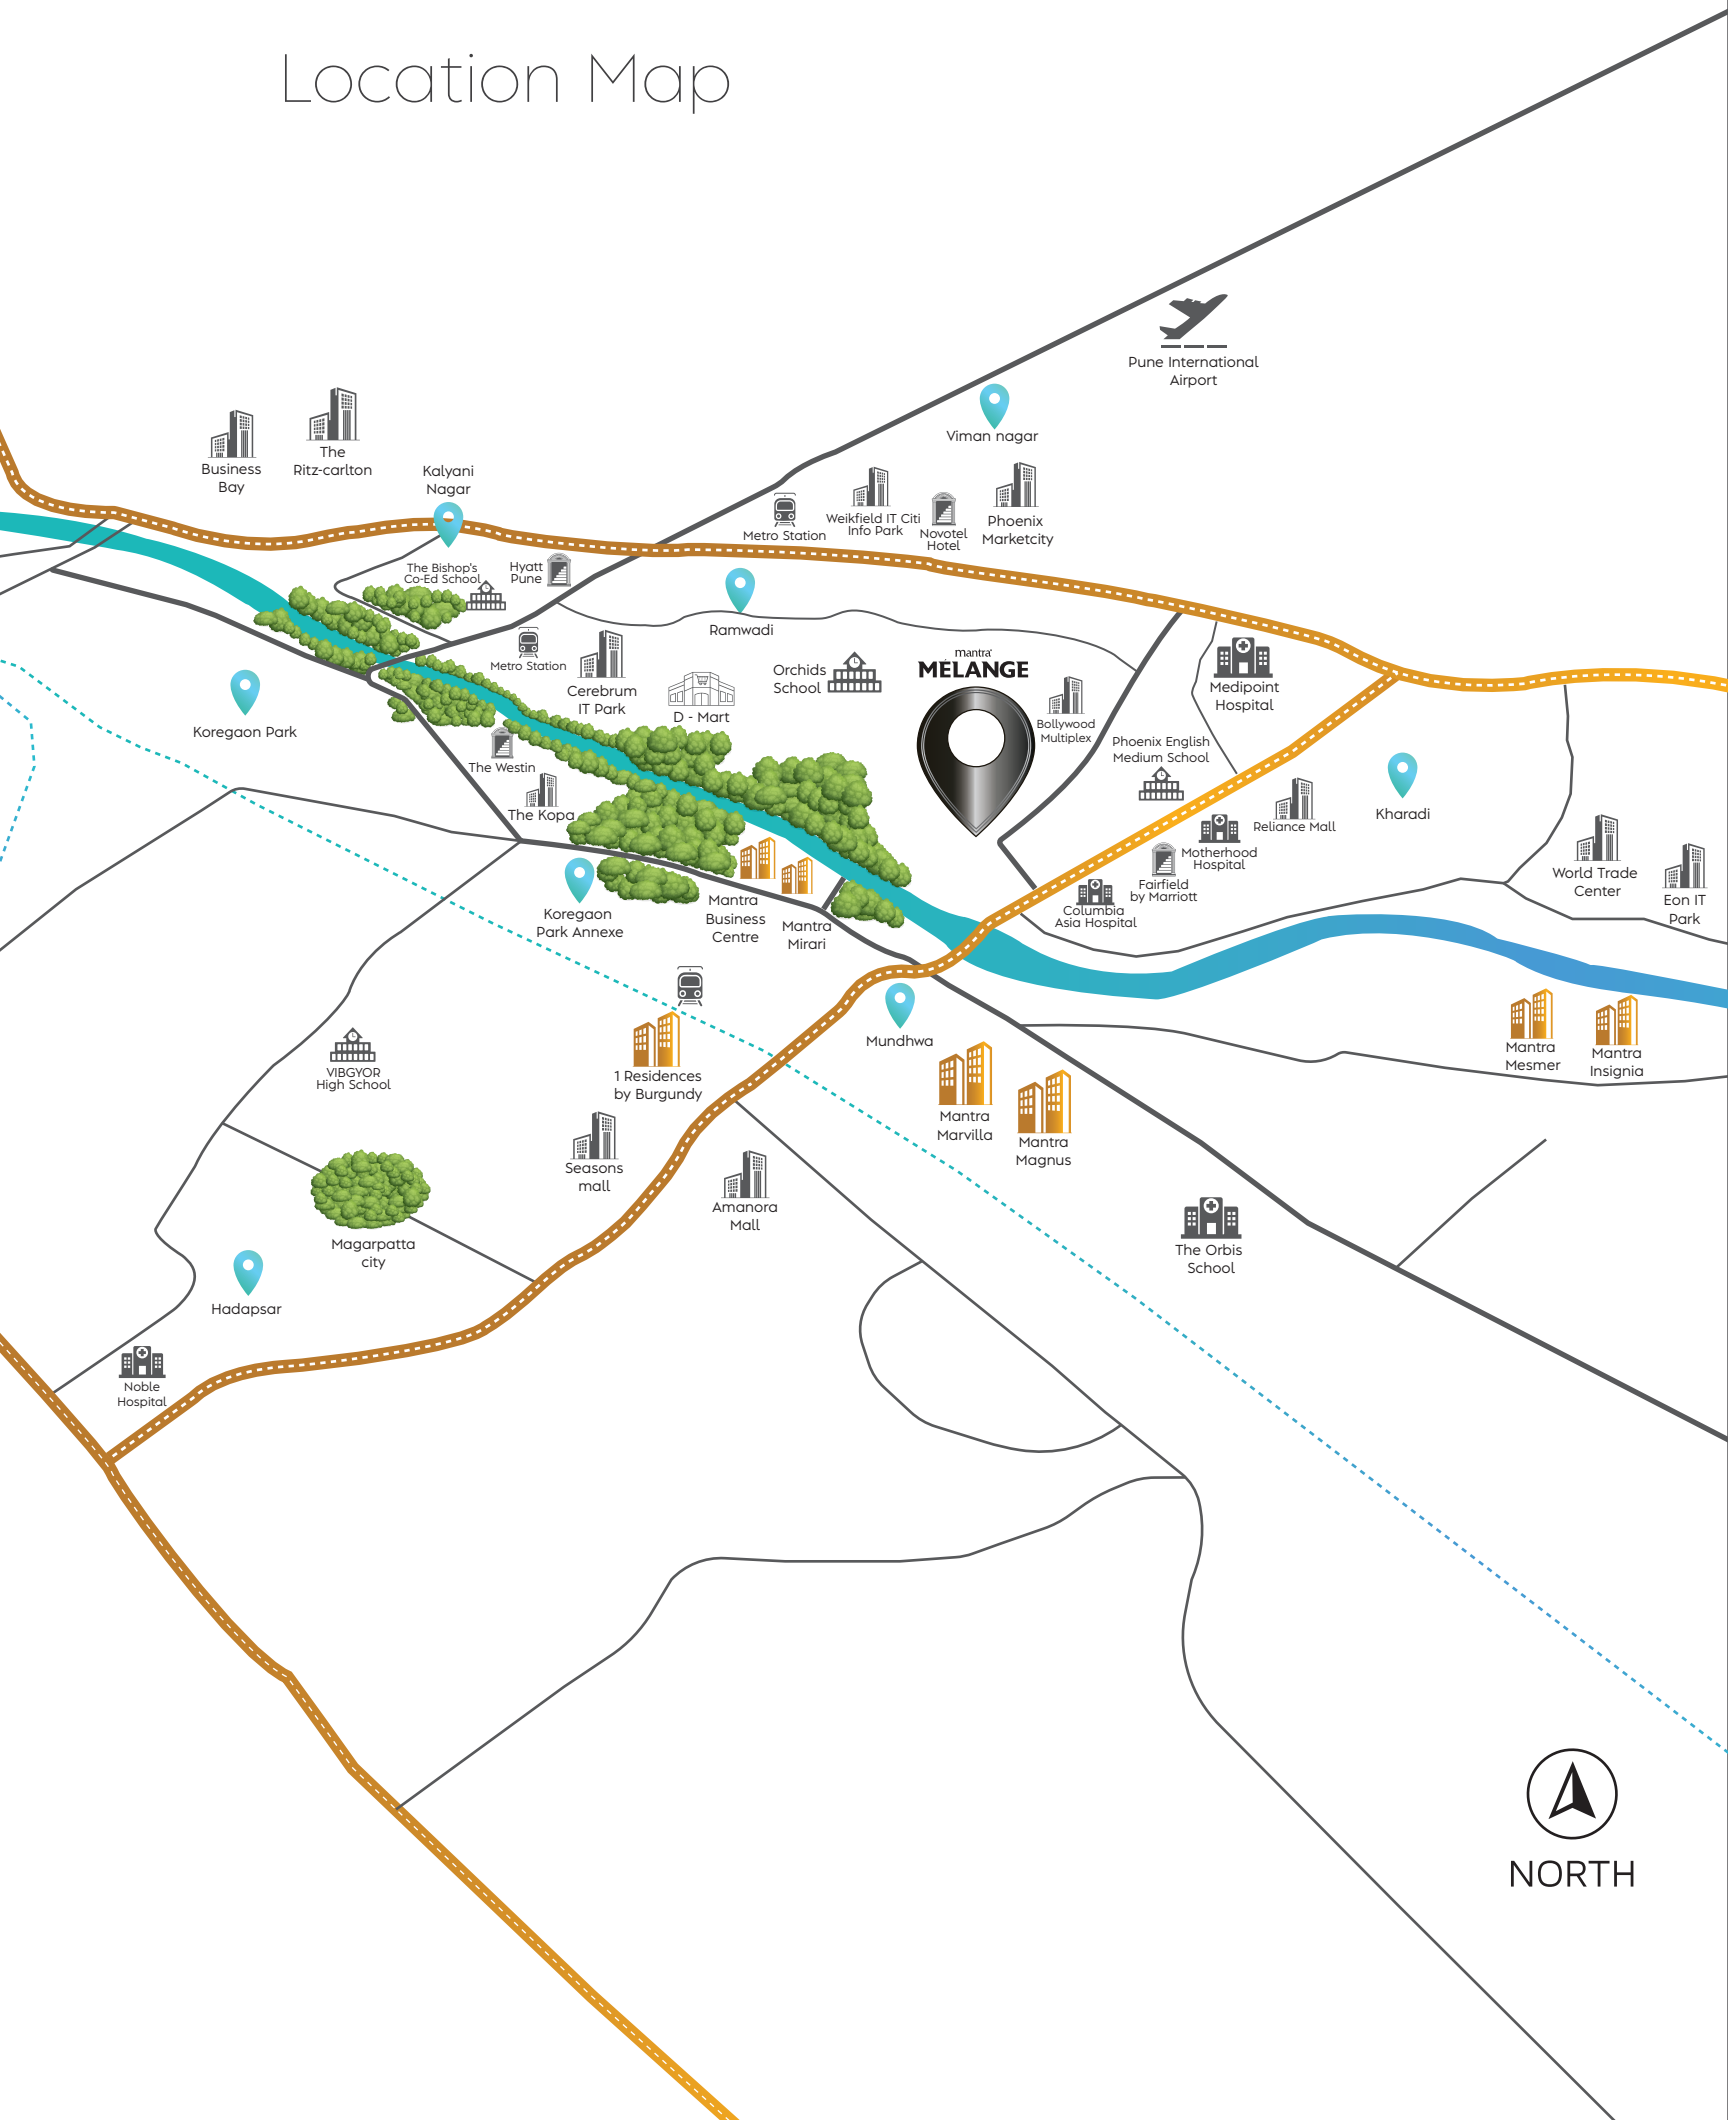 Location Map
Pune International
Airport
Viman nagar
Business
Bay
The
Ritz-carlton
Kalyani
Nagar
Metro Station
Weikfield IT Citi
Info Park
Novotel
Hotel
Phoenix
Marketcity
The Bishop's
Co-Ed School
Hyatt
Pune
Ramwadi
Metro Station
Cerebrum
IT Park
D - Mart
Orchids
School
mantra
MÉLANGE
Bollywood
Multiplex
Medipoint
Hospital
Phoenix English
Medium School
Koregaon Park
The Westin
The Kopa
Reliance Mall
Kharadi
Motherhood
Hospital
Fairfield
by Marriott
Columbia
Asia Hospital
World Trade
Center
Eon IT
Park
Koregaon
Park Annexe
Mantra
Business
Centre
Mantra
Mirari
Mundhwa
Mantra
Mesmer
Mantra
Insignia
VIBGYOR
High School
1 Residences
by Burgundy
Mantra
Marvilla
Mantra
Magnus
Seasons
mall
Amanora
Mall
The Orbis
School
Magarpatta
city
Hadapsar
Noble
Hospital
NORTH